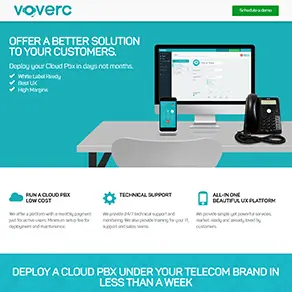 voverc
Schedule a demo
OFFER A BETTER SOLUTION
TO YOUR CUSTOMERS.
Deploy your Cloud Pbx in days not months.
White Label Ready
Best UX
High Margins
RUN A CLOUD PBX
LOW COST
TECHNICAL SUPPORT
ALL-IN-ONE
BEAUTIFUL UX PLATFORM
We offer a platform with a monthly payment
just for active users. Minimum setup fee for
deployment and maintenance.
We provide 24/7 technical support and
monitoring. We also provide training for your IT,
support and sales teams.
We provide simple yet powerful services,
market-ready and already loved by
customers.
DEPLOY A CLOUD PBX UNDER YOUR TELECOM BRAND IN
LESS THAN A WEEK